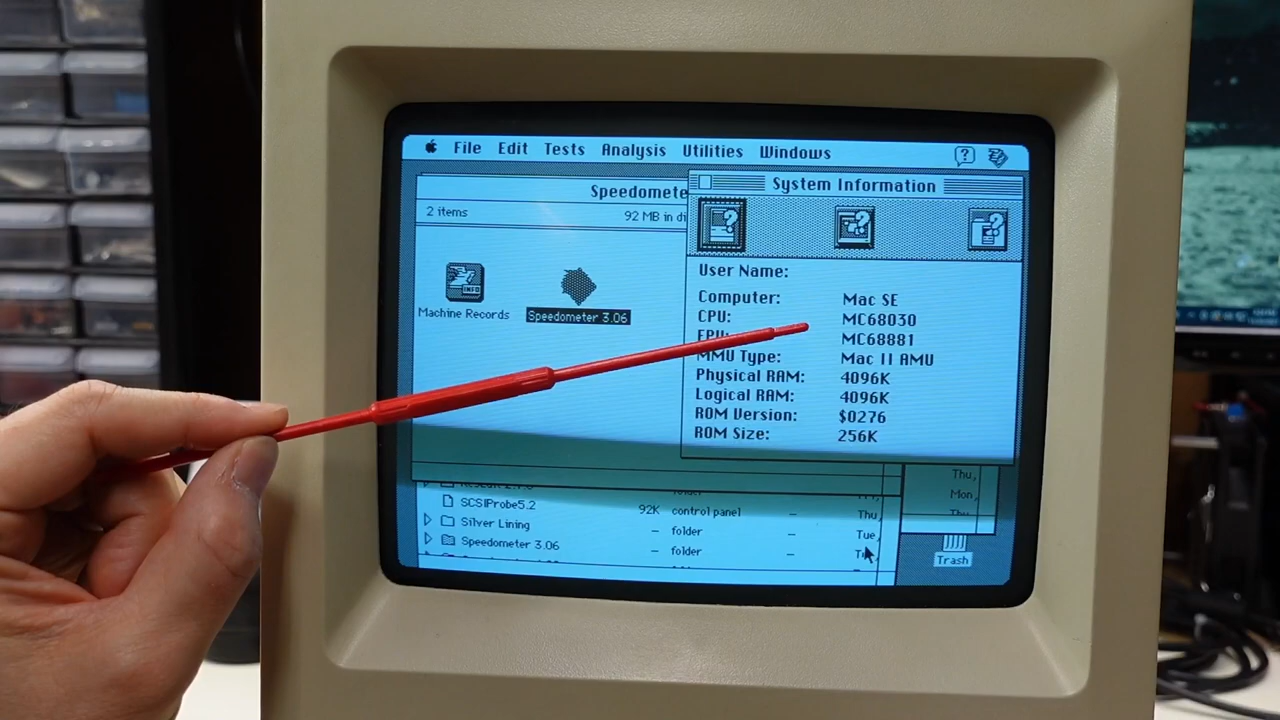 File Edit Tests Analysis Utilities Windows
Speedomete
2 items 92 MB in di
INFO
Machine Records
Speedometer 3.06
System Information
User Name:
Computer: Mac SE
CPU: MC68030
FPU: MC68881
MMU Type: Mac II AMU
Physical RAM: 4096K
Logical RAM: 4096K
ROM Version: $0276
ROM Size: 256K
folder
SCSIProbe5.2 92K control panel – Thu,
Silver Lining – folder – Tue,
Speedometer 3.06 – folder –
Thu,
Mon,
Thu
Trash